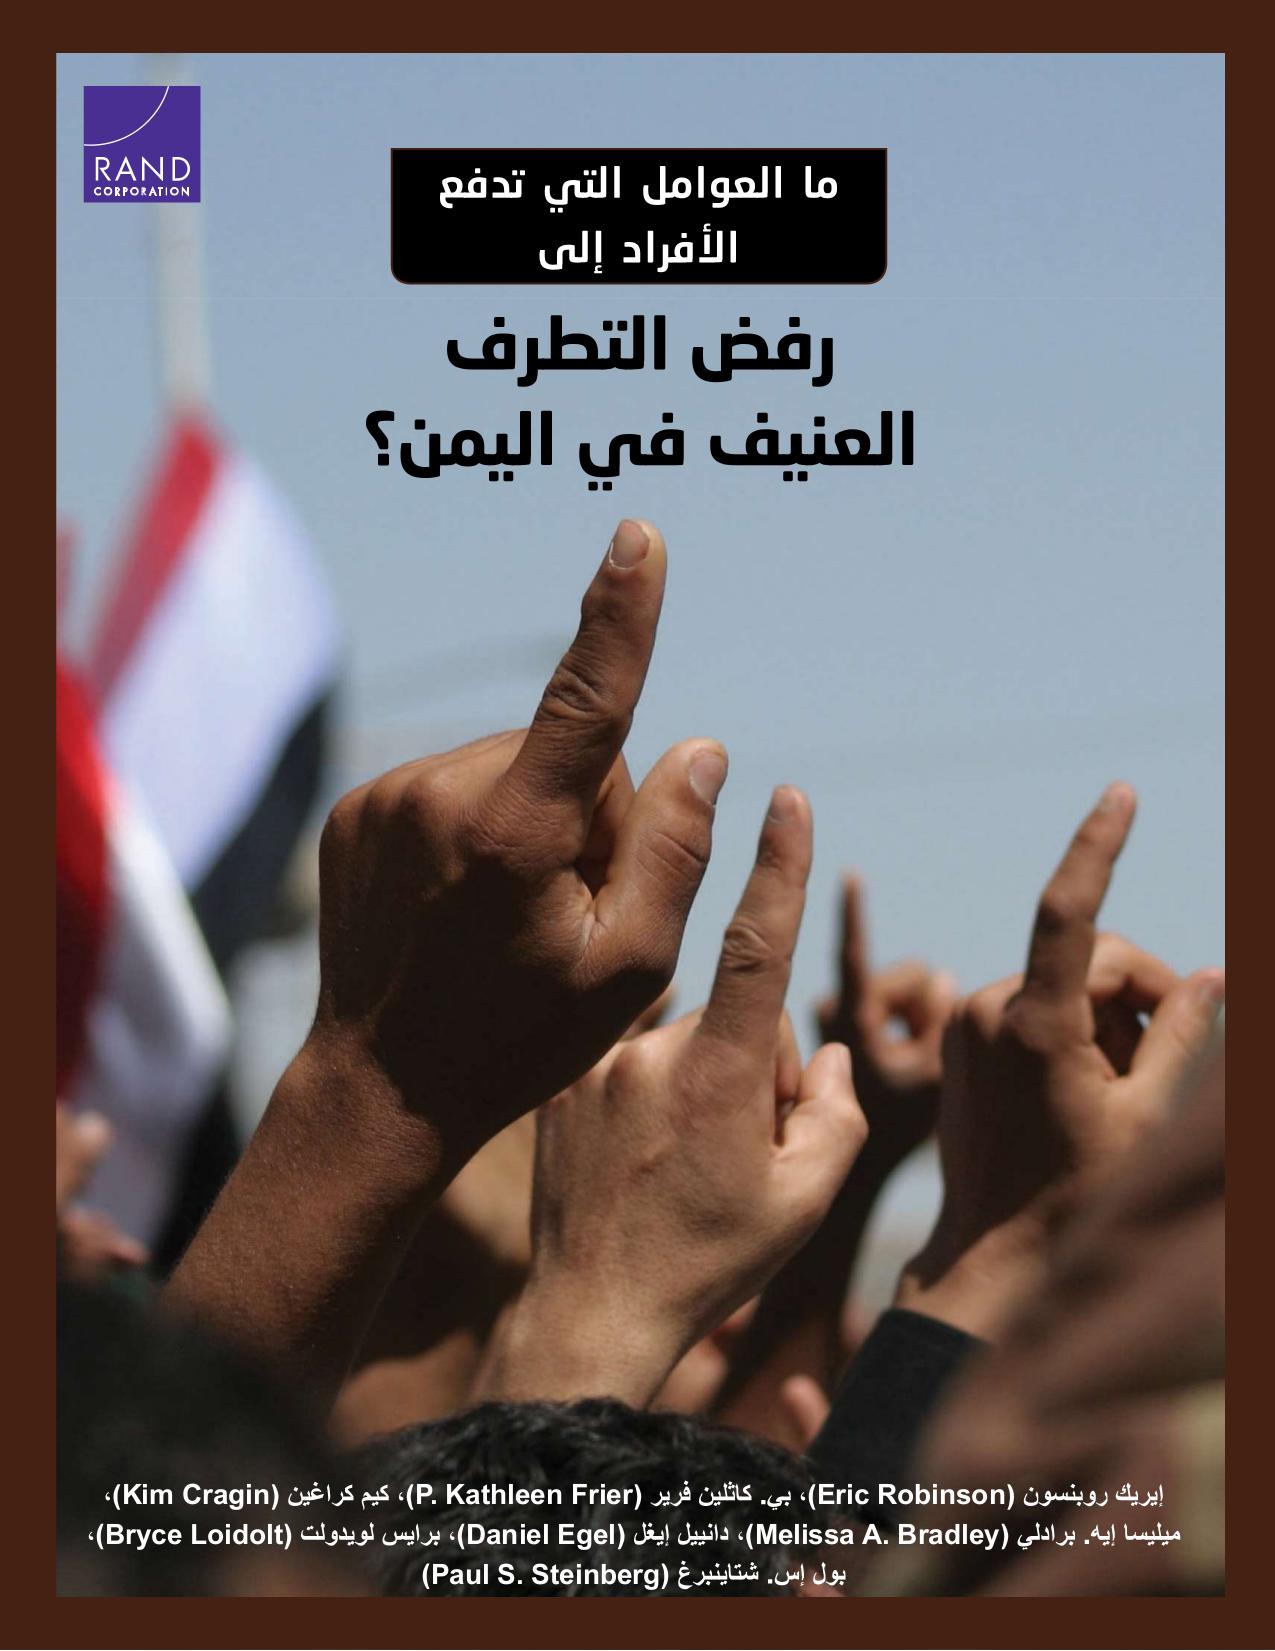 RAND
CORPORATION
ما العوامل التي تدفع
الأفراد إلى
رفض التطرف
العنيف في اليمن؟
إيريك روبنسون (Eric Robinson)، بي. كاثلين فرير (P. Kathleen Frier)، كيم كراغين (Kim Cragin)،
ميليسا إيه. برادلي (Melissa A. Bradley)، دانييل إيغل (Daniel Egel)، برايس لويدولت (Bryce Loidolt)،
بول إس. شتاينبرغ (Paul S. Steinberg)